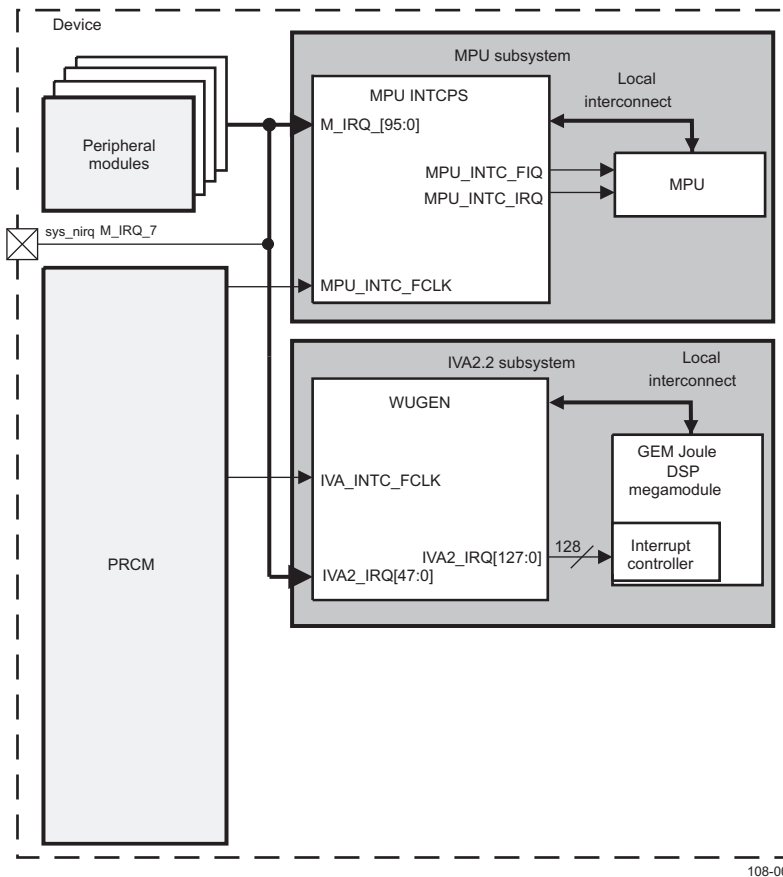 Device
Peripheral
modules
sys_nirq M_IRQ_7
PRCM
MPU subsystem
MPU INTCPS
M_IRQ_[95:0]
Local
interconnect
MPU_INTC_FIQ
MPU_INTC_IRQ
MPU
MPU_INTC_FCLK
IVA2.2 subsystem
Local
interconnect
WUGEN
IVA_INTC_FCLK
IVA2_IRQ[127:0]
IVA2_IRQ[47:0]
128
GEM Joule
DSP
megamodule
Interrupt
controller